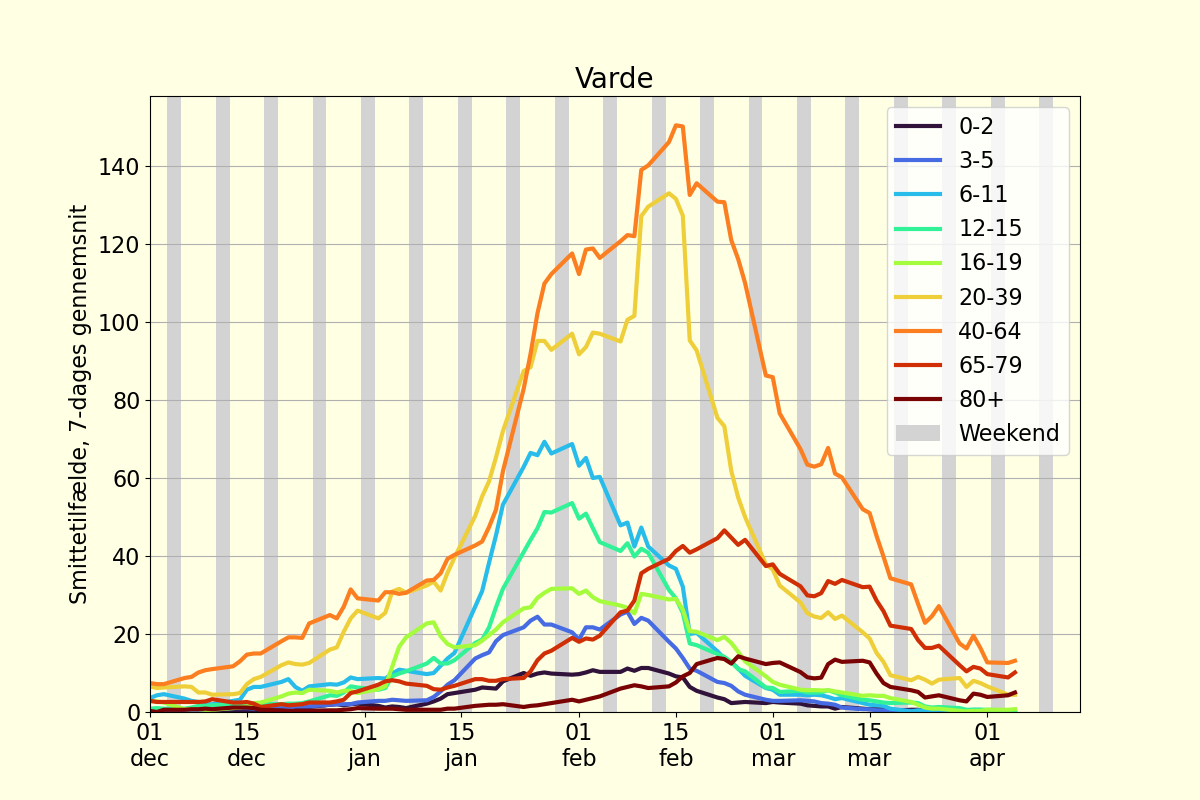 Varde
Smittetilfælde, 7-dages gennemsnit
140
120
100
80
60
40
20
0
01 dec
15 dec
01 jan
15 jan
01 feb
15 feb
01 mar
15 mar
01 apr
0-2
3-5
6-11
12-15
16-19
20-39
40-64
65-79
80+
Weekend